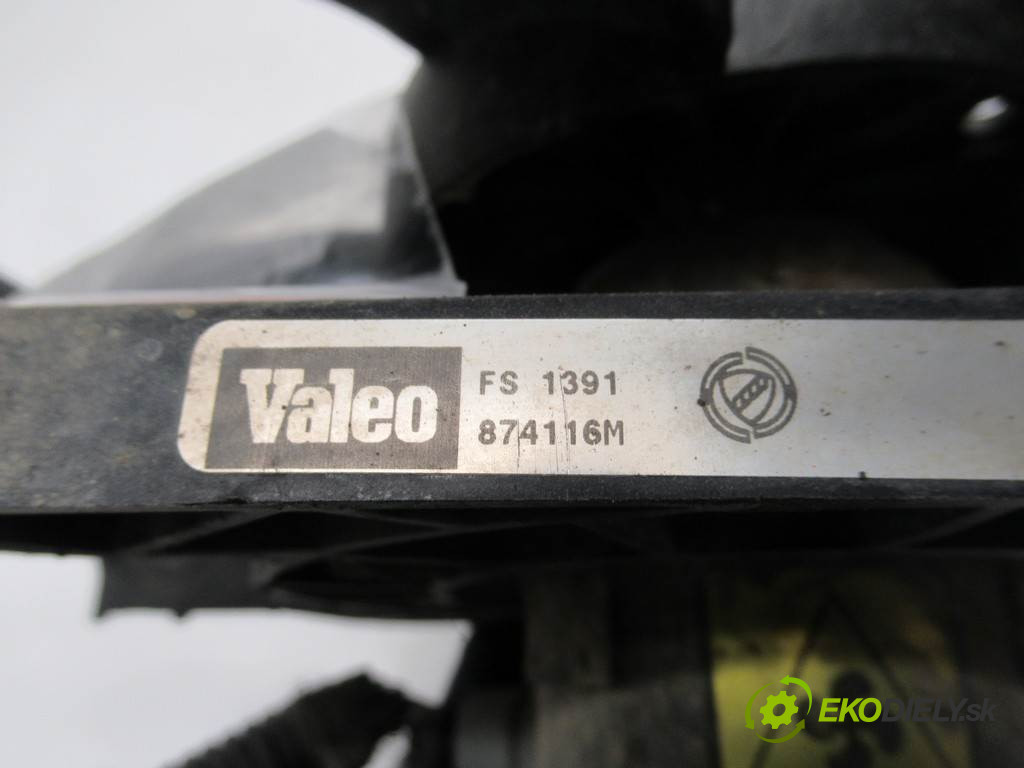 Valeo
FS 1391
874116M
EKODIELY.sk